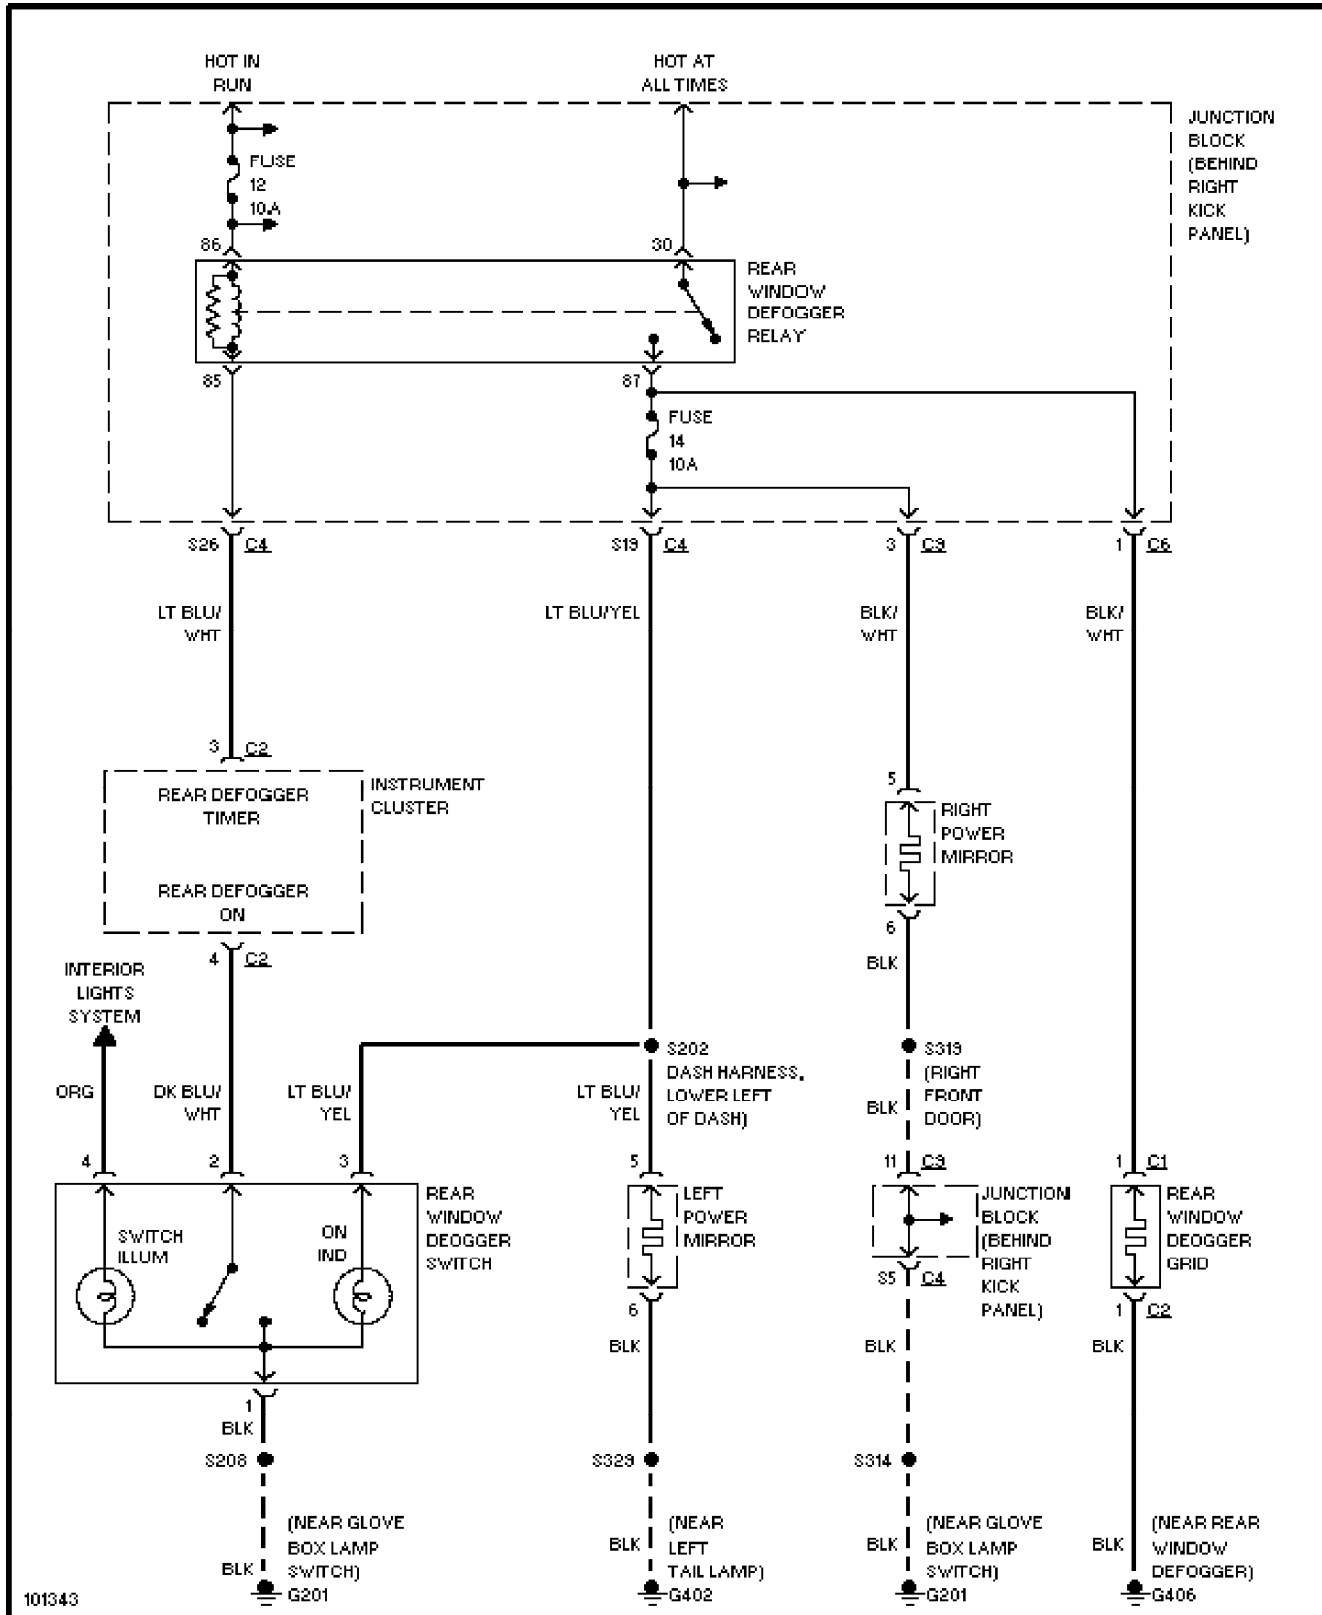 HOT IN
RUN
HOT AT
ALL TIMES
JUNCTION
BLOCK
(BEHIND
RIGHT
KICK
PANEL)
FUSE
12
10A
86
30
REAR
WINDOW
DEFOGGER
RELAY
85
87
FUSE
14
10A
S26 C4
S19 C4
3 C9
1 C6
LT BLU/
WHT
LT BLU/YEL
BLK/
WHT
BLK/
WHT
3 C2
REAR DEFOGGER
TIMER
REAR DEFOGGER
ON
INSTRUMENT
CLUSTER
5
RIGHT
POWER
MIRROR
6
BLK
4 C2
INTERIOR
LIGHTS
SYSTEM
ORG
DK BLU/
WHT
LT BLU/
YEL
LT BLU/
YEL
S202
DASH HARNESS,
LOWER LEFT
OF DASH)
S319
(RIGHT
FRONT
DOOR)
BLK
4
2
3
5
11 C9
1 C1
SWITCH
ILLUM
ON
IND
REAR
WINDOW
DEOGGER
SWITCH
LEFT
POWER
MIRROR
JUNCTION
BLOCK
(BEHIND
RIGHT
KICK
PANEL)
REAR
WINDOW
DEOGGER
GRID
S5 C4
6
1 C2
BLK
BLK
BLK
1
BLK
S208
S329
S314
(NEAR GLOVE
BOX LAMP
SWITCH)
BLK
G201
(NEAR
LEFT
TAIL LAMP)
BLK
G402
(NEAR GLOVE
BOX LAMP
SWITCH)
BLK
G201
(NEAR REAR
WINDOW
DEFOGGER)
BLK
G406
101343